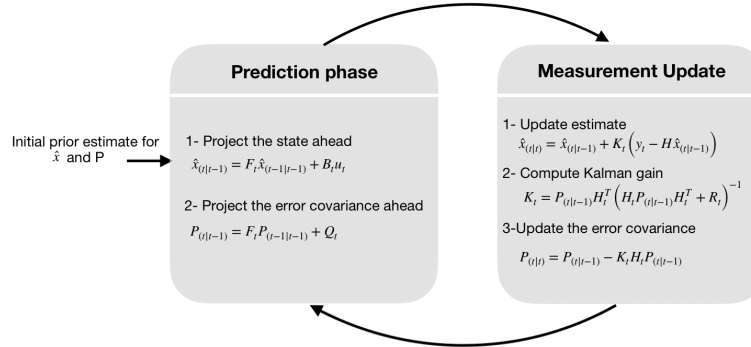 Initial prior estimate for
x̂ and P
Prediction phase
1- Project the state ahead
x̂_(t|t−1) = F_t x̂_(t−1|t−1) + B_t u_t
2- Project the error covariance ahead
P_(t|t−1) = F_t P_(t−1|t−1) + Q_t
Measurement Update
1- Update estimate
x̂_(t|t) = x̂_(t|t−1) + K_t (y_t − Hx̂_(t|t−1))
2- Compute Kalman gain
K_t = P_(t|t−1) H_t^T (H_t P_(t|t−1) H_t^T + R_t)^−1
3-Update the error covariance
P_(t|t) = P_(t|t−1) − K_t H_t P_(t|t−1)